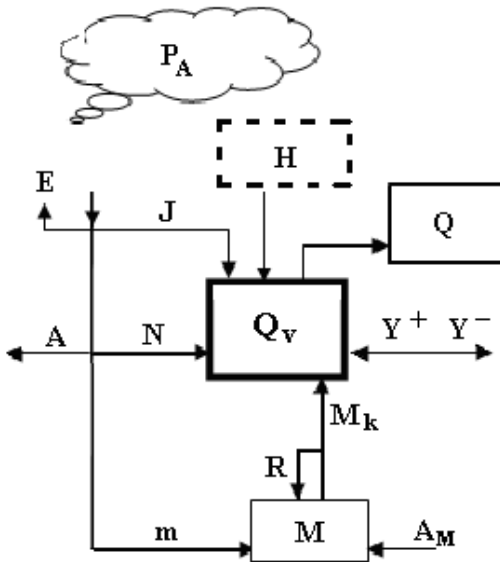 P_A
H
E J Q
Q_v
A N Y^+ Y^-
M_k
R
m M A_M